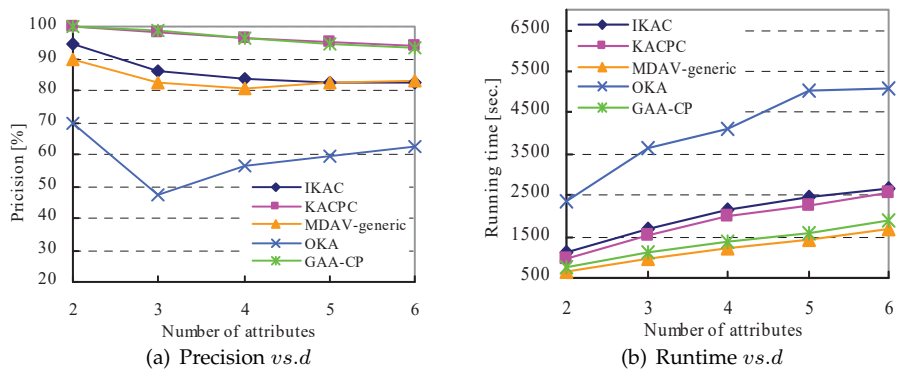 100
90
80
70
60
50
40
30
20
Pricision [%]
IKAC
KACPC
MDAV-generic
OKA
GAA-CP
2 3 4 5 6
Number of attributes
(a) Precision vs.d
6500
5500
4500
3500
2500
1500
500
Running time [sec.]
IKAC
KACPC
MDAV-generic
OKA
GAA-CP
2 3 4 5 6
Number of attributes
(b) Runtime vs.d